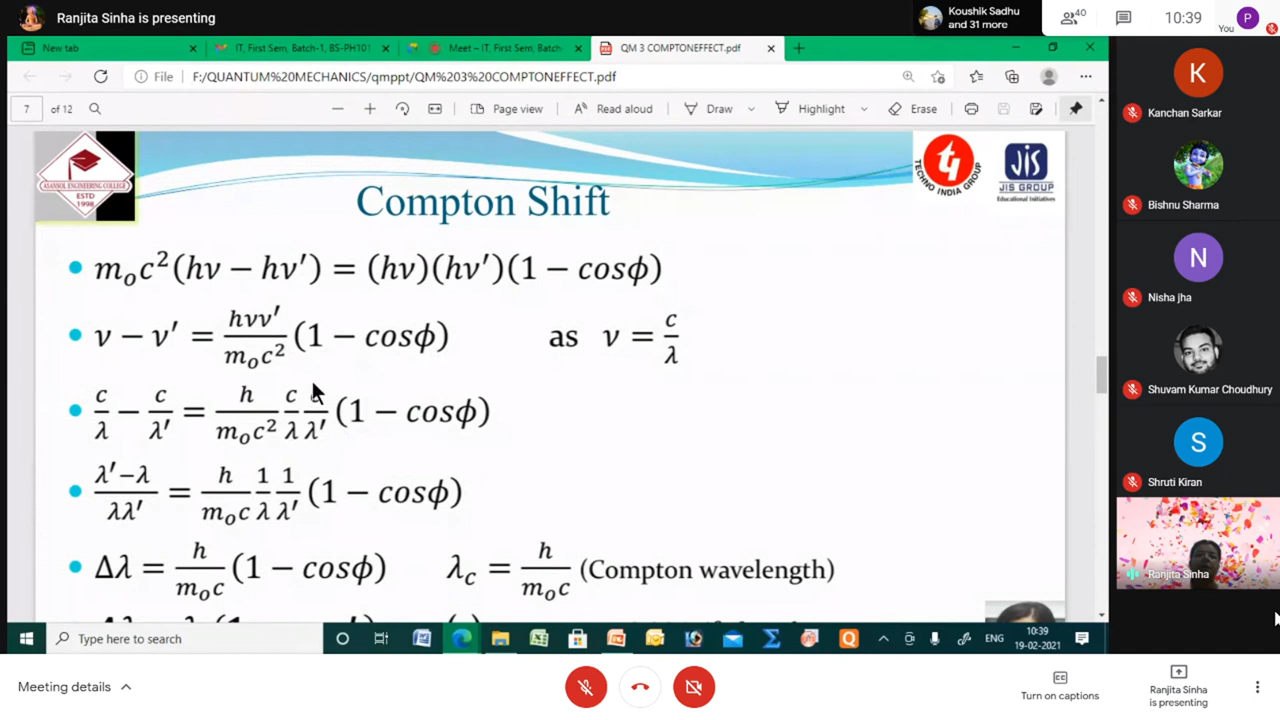 Ranjita Sinha is presenting
Koushik Sadhu
and 31 more
40
10:39
P
You
New tab
IT, First Sem, Batch-1, BS-PH101
Meet – IT, First Sem, Batch-
QM 3 COMPTONEFFECT.pdf
File
F:/QUANTUM%20MECHANICS/qmppt/QM%203%20COMPTONEFFECT.pdf
7 of 12
Page view
Read aloud
Draw
Highlight
Erase
ASANSOL ENGINEERING COLLEGE
ESTD
1998
TECHNO INDIA GROUP
JIS
JIS GROUP
Educational Initiatives
Compton Shift
• m₀c²(hν − hν′) = (hν)(hν′)(1 − cosϕ)
• ν − ν′ = hνν′/m₀c² (1 − cosϕ) as ν = c/λ
• c/λ − c/λ′ = h/m₀c² c/λ c/λ′ (1 − cosϕ)
• λ′−λ/λλ′ = h/m₀c 1/λ 1/λ′ (1 − cosϕ)
• Δλ = h/m₀c (1 − cosϕ) λc = h/m₀c (Compton wavelength)
K
Kanchan Sarkar
Bishnu Sharma
N
Nisha jha
Shuvam Kumar Choudhury
S
Shruti Kiran
Ranjita Sinha
Type here to search
ENG
10:39
19-02-2021
Meeting details
Turn on captions
Ranjita Sinha
is presenting